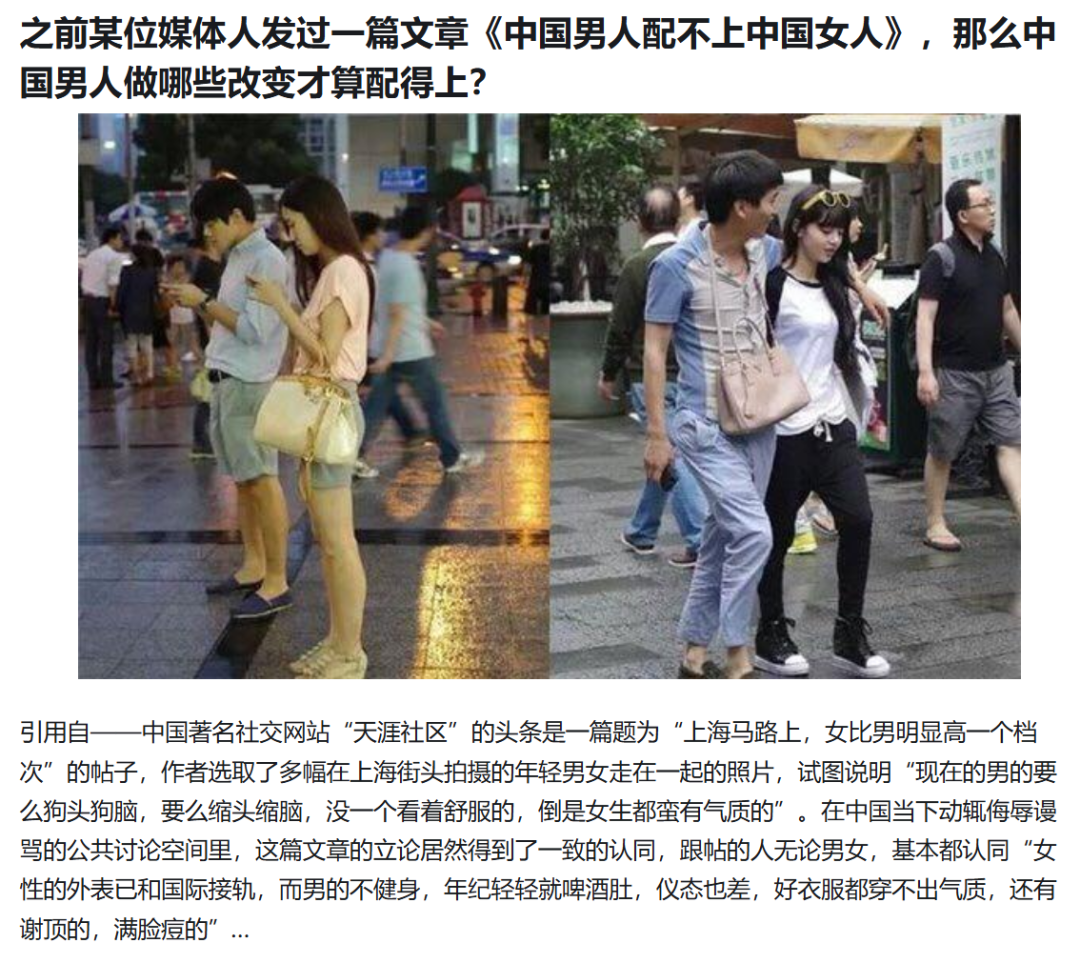 之前某位媒体人发过一篇文章《中国男人配不上中国女人》，那么中
国男人做哪些改变才算配得上？
引用自——中国著名社交网站“天涯社区”的头条是一篇题为“上海马路上，女比男明显高一个档
次”的帖子，作者选取了多幅在上海街头拍摄的年轻男女走在一起的照片，试图说明“现在的男的要
么狗头狗脑，要么缩头缩脑，没一个看着舒服的，倒是女生都蛮有气质的”。在中国当下动辄侮辱谩
骂的公共讨论空间里，这篇文章的立论居然得到了一致的认同，跟帖的人无论男女，基本都认同“女
性的外表已和国际接轨，而男的不健身，年纪轻轻就啤酒肚，仪态也差，好衣服都穿不出气质，还有
谢顶的，满脸痘的”...